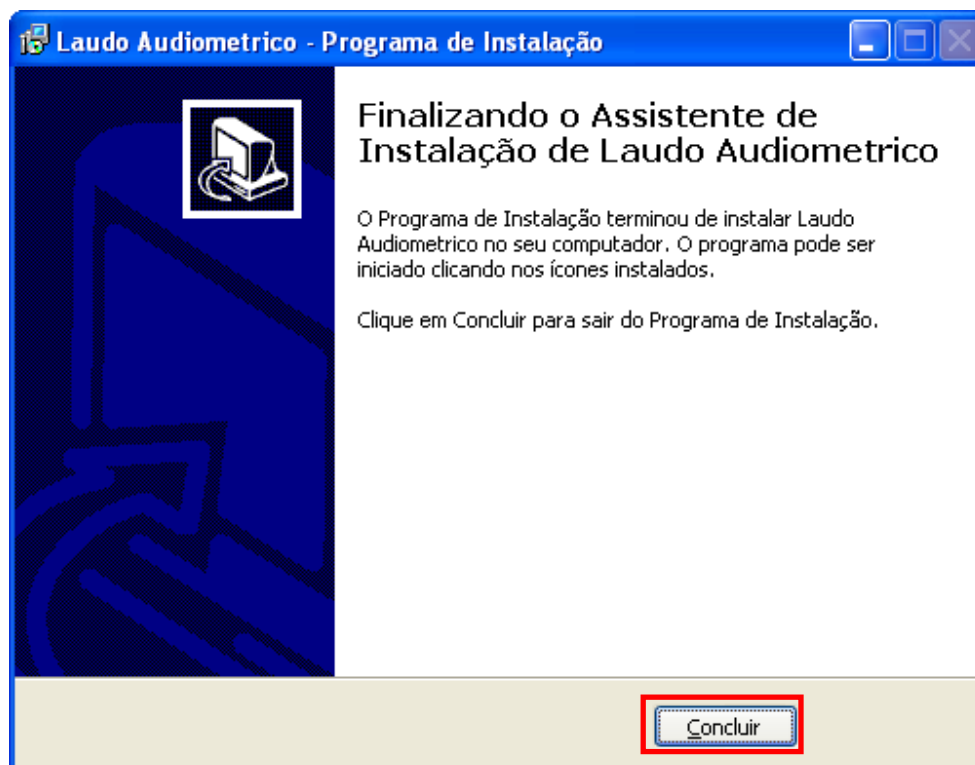 Laudo Audiometrico - Programa de Instalação
Finalizando o Assistente de
Instalação de Laudo Audiometrico
O Programa de Instalação terminou de instalar Laudo
Audiometrico no seu computador. O programa pode ser
iniciado clicando nos ícones instalados.
Clique em Concluir para sair do Programa de Instalação.
Concluir